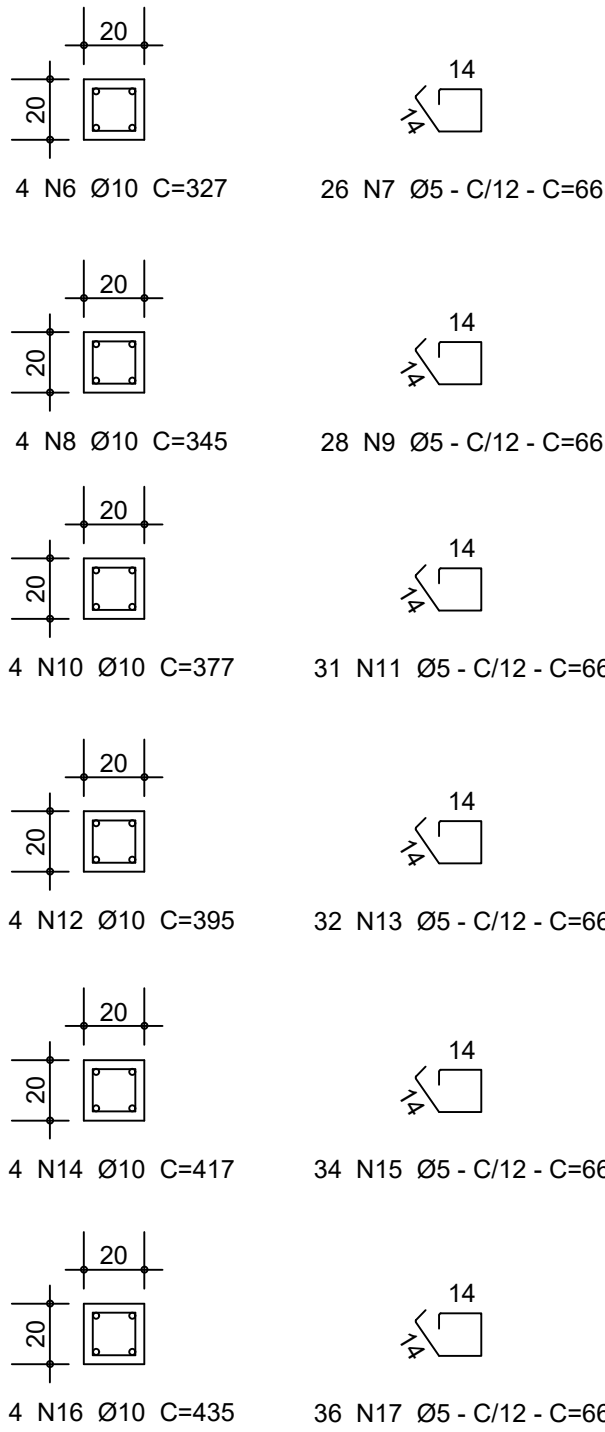 20
20
14
14
4 N6 Ø10 C=327
26 N7 Ø5 - C/12 - C=66
20
20
14
14
4 N8 Ø10 C=345
28 N9 Ø5 - C/12 - C=66
20
20
14
14
4 N10 Ø10 C=377
31 N11 Ø5 - C/12 - C=66
20
20
14
14
4 N12 Ø10 C=395
32 N13 Ø5 - C/12 - C=66
20
20
14
14
4 N14 Ø10 C=417
34 N15 Ø5 - C/12 - C=66
20
20
14
14
4 N16 Ø10 C=435
36 N17 Ø5 - C/12 - C=66